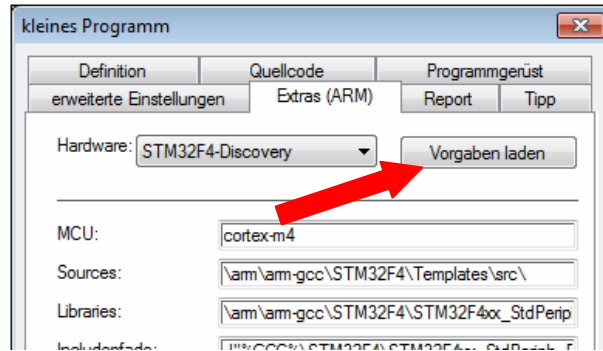 kleines Programm
Definition Quellcode Programmgerüst
erweiterte Einstellungen Extras (ARM) Report Tipp
Hardware: STM32F4-Discovery Vorgaben laden
MCU: cortex-m4
Sources: \arm\arm-gcc\STM32F4\Templates\src\
Libraries: \arm\arm-gcc\STM32F4\STM32F4xx_StdPerip
Includepfade: